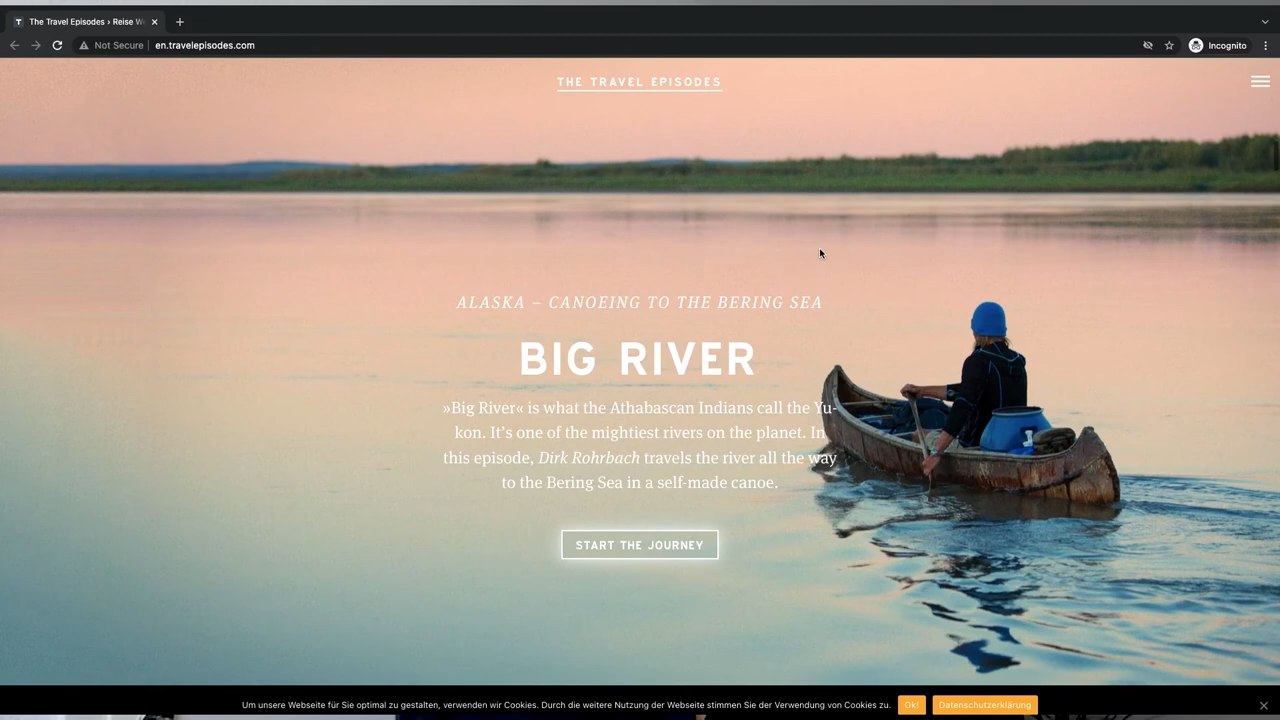 The Travel Episodes › Reise W
Not Secure
en.travelepisodes.com
Incognito
THE TRAVEL EPISODES
ALASKA – CANOEING TO THE BERING SEA
BIG RIVER
»Big River« is what the Athabascan Indians call the Yu-
kon. It’s one of the mightiest rivers on the planet. In
this episode, Dirk Rohrbach travels the river all the way
to the Bering Sea in a self-made canoe.
START THE JOURNEY
Um unsere Webseite für Sie optimal zu gestalten, verwenden wir Cookies. Durch die weitere Nutzung der Webseite stimmen Sie der Verwendung von Cookies zu.
Ok!
Datenschutzerklärung